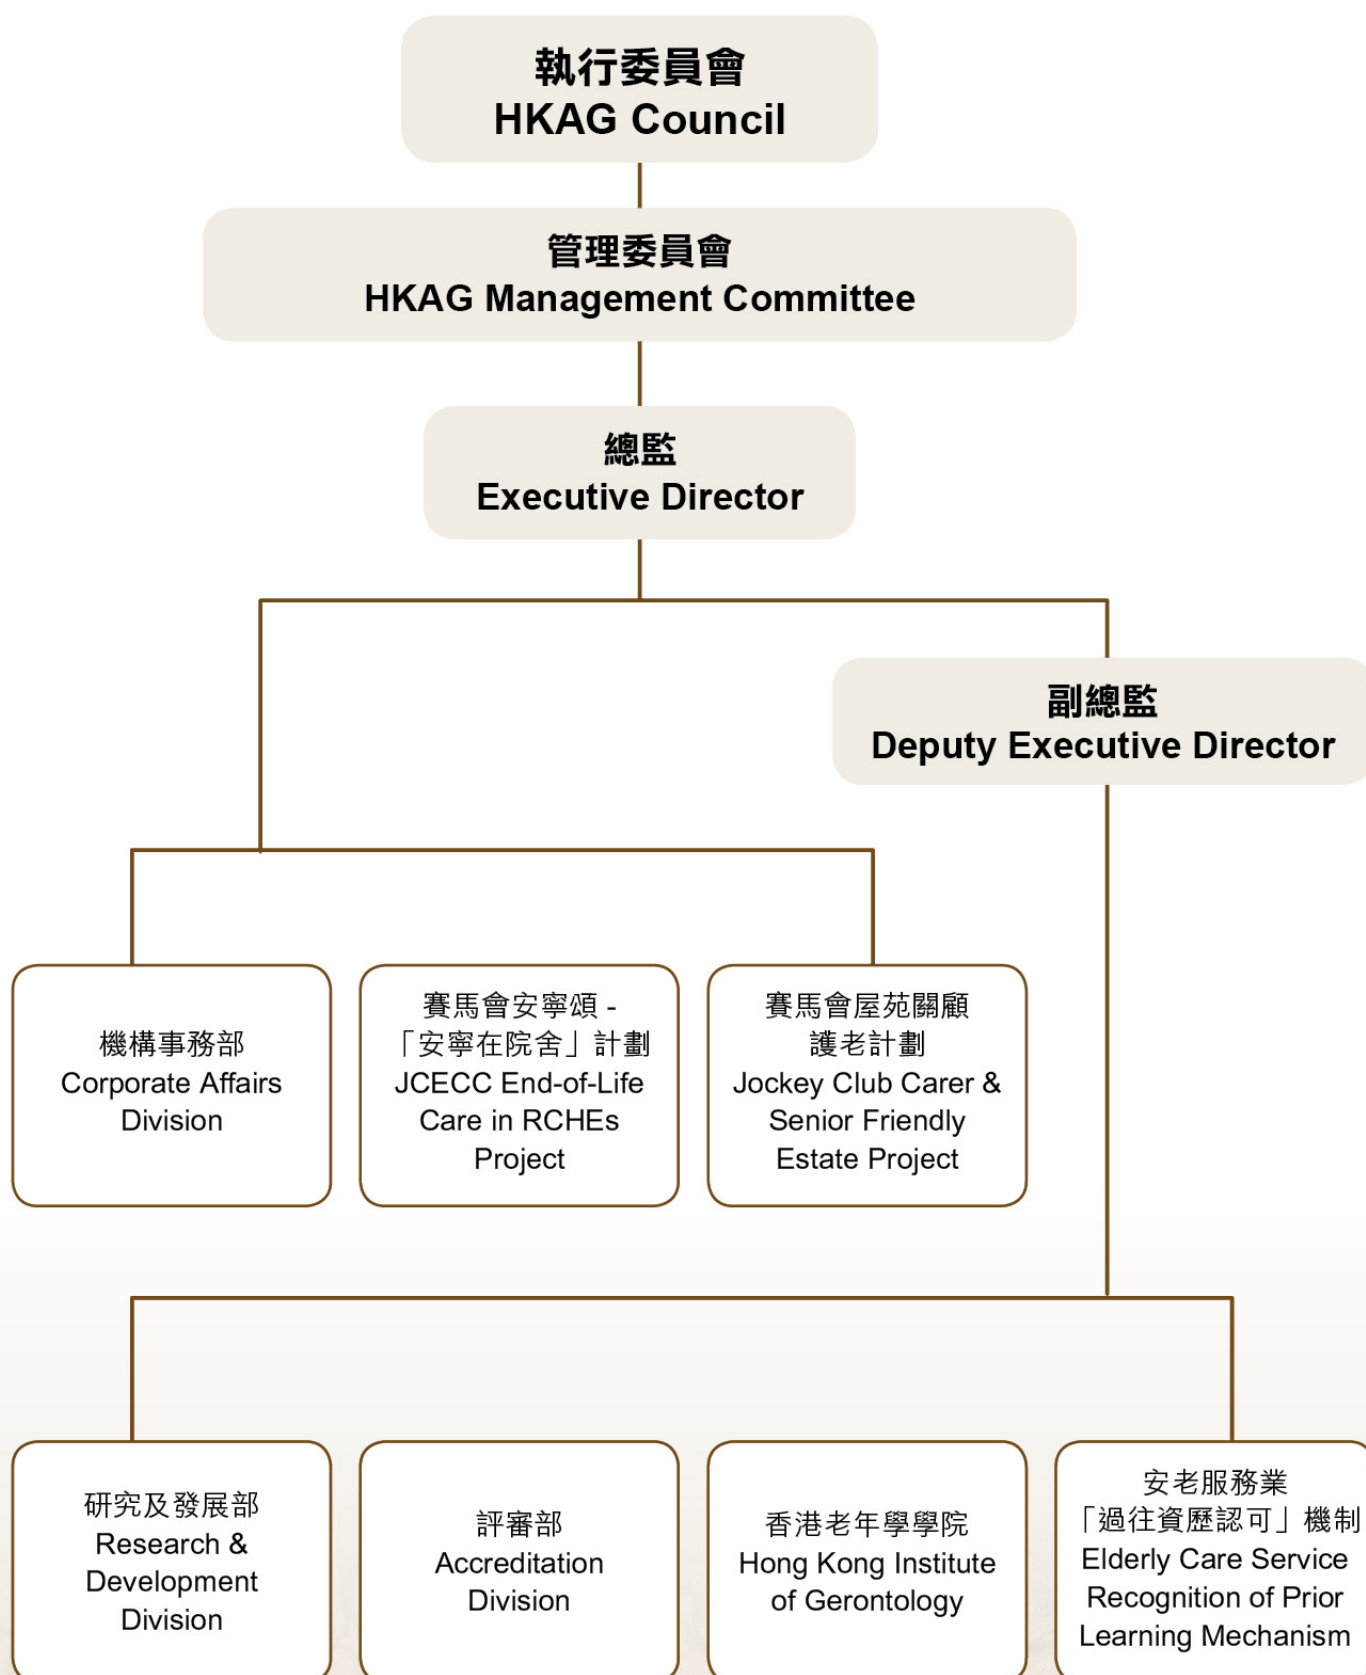 執行委員會
HKAG Council
管理委員會
HKAG Management Committee
總監
Executive Director
副總監
Deputy Executive Director
機構事務部
Corporate Affairs
Division
賽馬會安寧頌 -
「安寧在院舍」計劃
JCECC End-of-Life
Care in RCHEs
Project
賽馬會屋苑關顧
護老計劃
Jockey Club Carer &
Senior Friendly
Estate Project
研究及發展部
Research &
Development
Division
評審部
Accreditation
Division
香港老年學學院
Hong Kong Institute
of Gerontology
安老服務業
「過往資歷認可」機制
Elderly Care Service
Recognition of Prior
Learning Mechanism